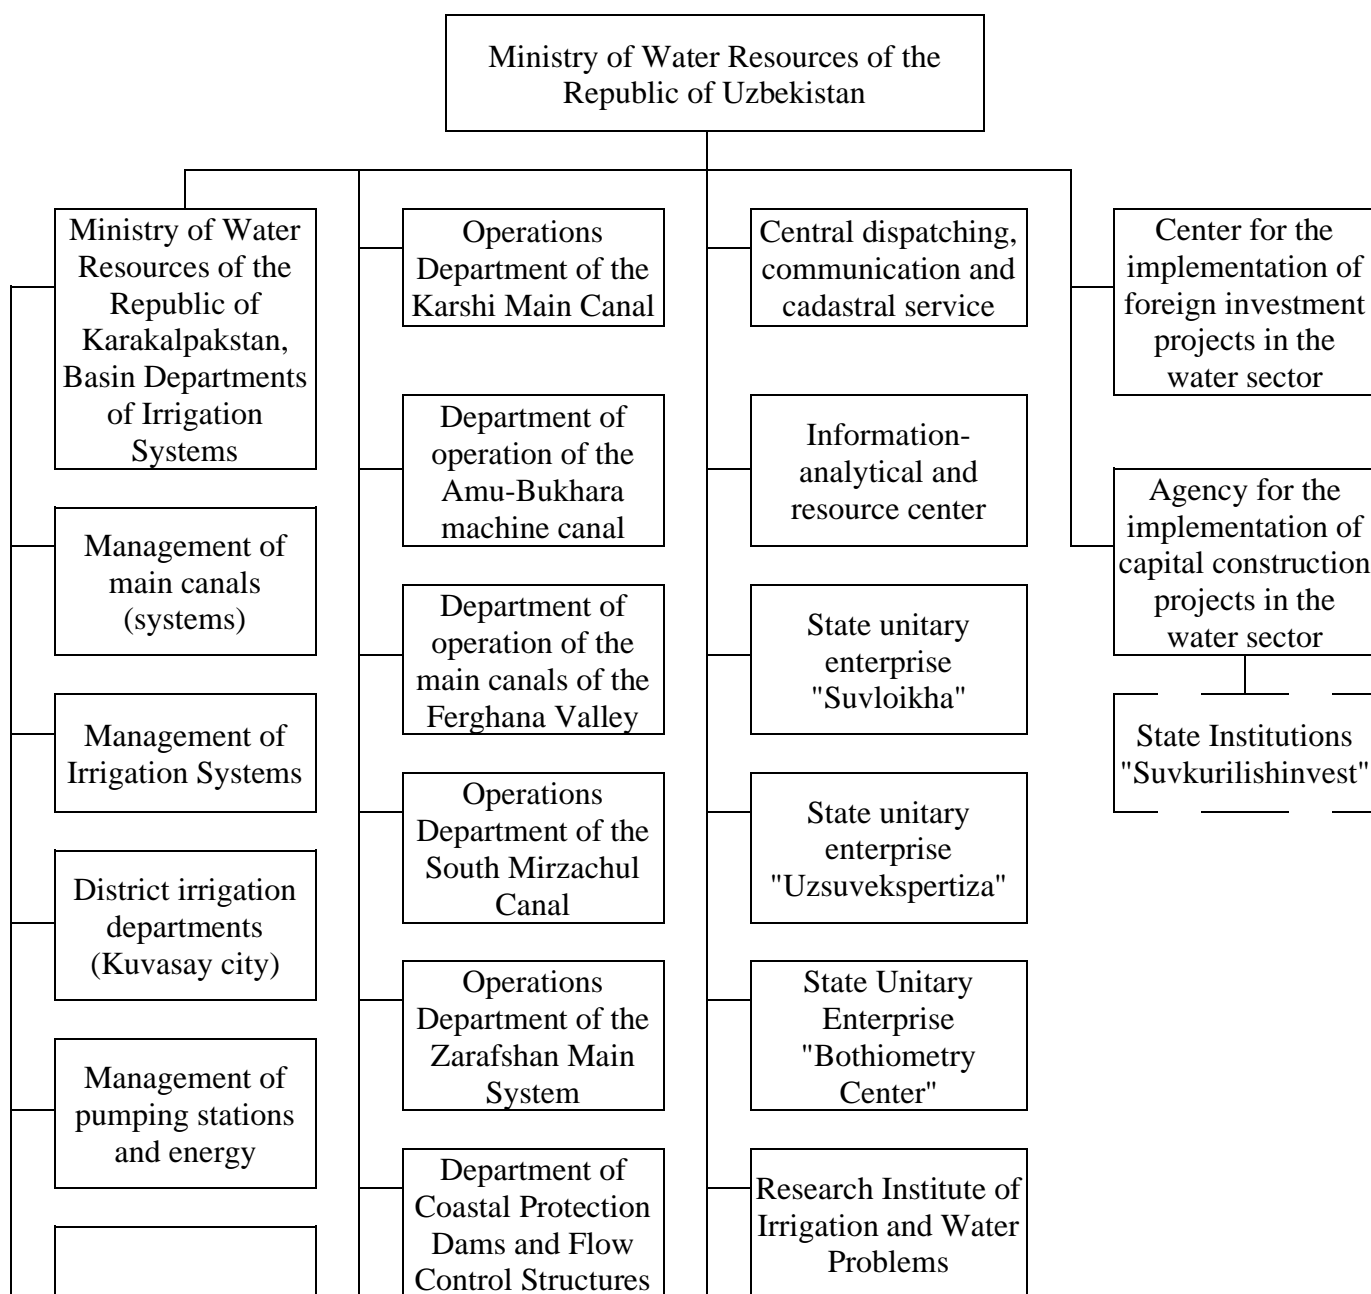 Ministry of Water Resources of the
Republic of Uzbekistan
Ministry of Water
Resources of the
Republic of
Karakalpakstan,
Basin Departments
of Irrigation
Systems
Management of
main canals
(systems)
Management of
Irrigation Systems
District irrigation
departments
(Kuvasay city)
Management of
pumping stations
and energy
Operations
Department of the
Karshi Main Canal
Department of
operation of the
Amu-Bukhara
machine canal
Department of
operation of the
main canals of the
Ferghana Valley
Operations
Department of the
South Mirzachul
Canal
Operations
Department of the
Zarafshan Main
System
Department of
Coastal Protection
Dams and Flow
Control Structures
Central dispatching,
communication and
cadastral service
Information-
analytical and
resource center
State unitary
enterprise
"Suvloikha"
State unitary
enterprise
"Uzsuvekspertiza"
State Unitary
Enterprise
"Bothiometry
Center"
Research Institute of
Irrigation and Water
Problems
Center for the
implementation of
foreign investment
projects in the
water sector
Agency for the
implementation of
capital construction
projects in the
water sector
State Institutions
"Suvkurilishinvest"